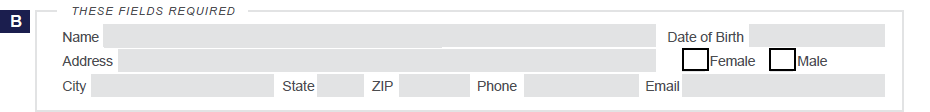 B THESE FIELDS REQUIRED
Name Date of Birth
Address Female Male
City State ZIP Phone Email